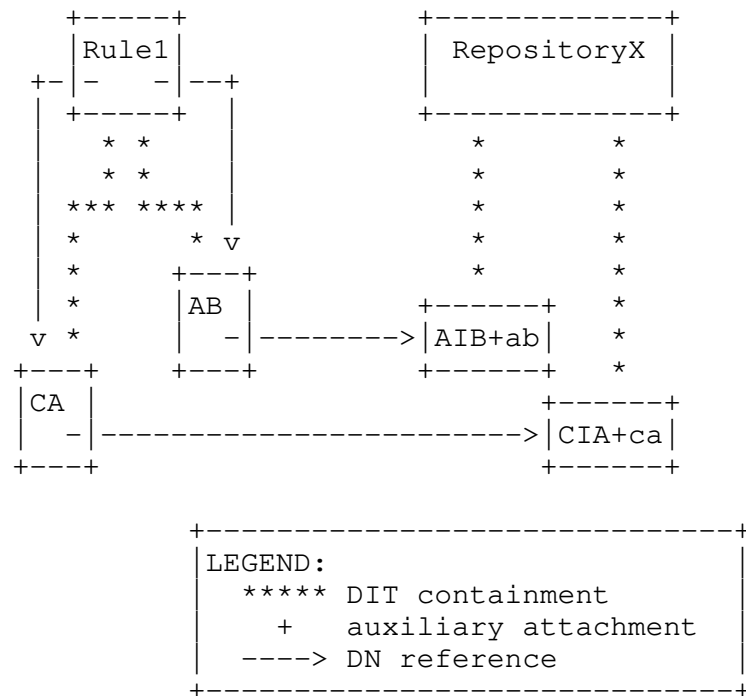 Rule1 RepositoryX
AB
AIB+ab
CA
CIA+ca
LEGEND:
***** DIT containment
+ auxiliary attachment
----> DN reference